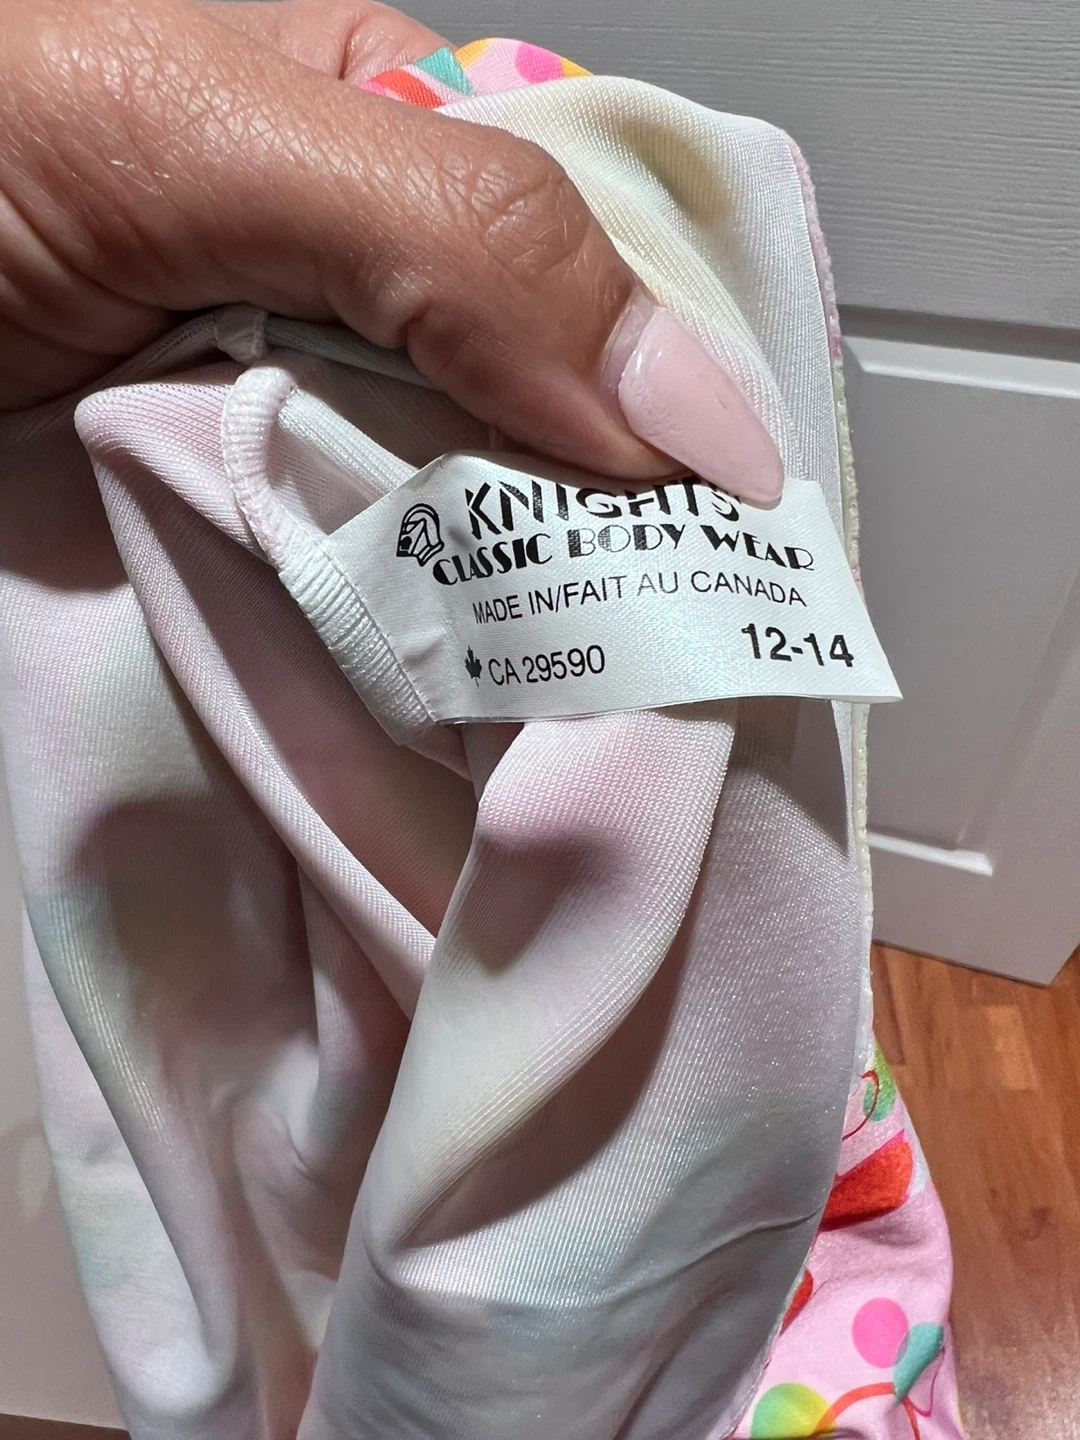 KNIGHTS
CLASSIC BODY WEAR
MADE IN/FAIT AU CANADA
CA 29590
12-14